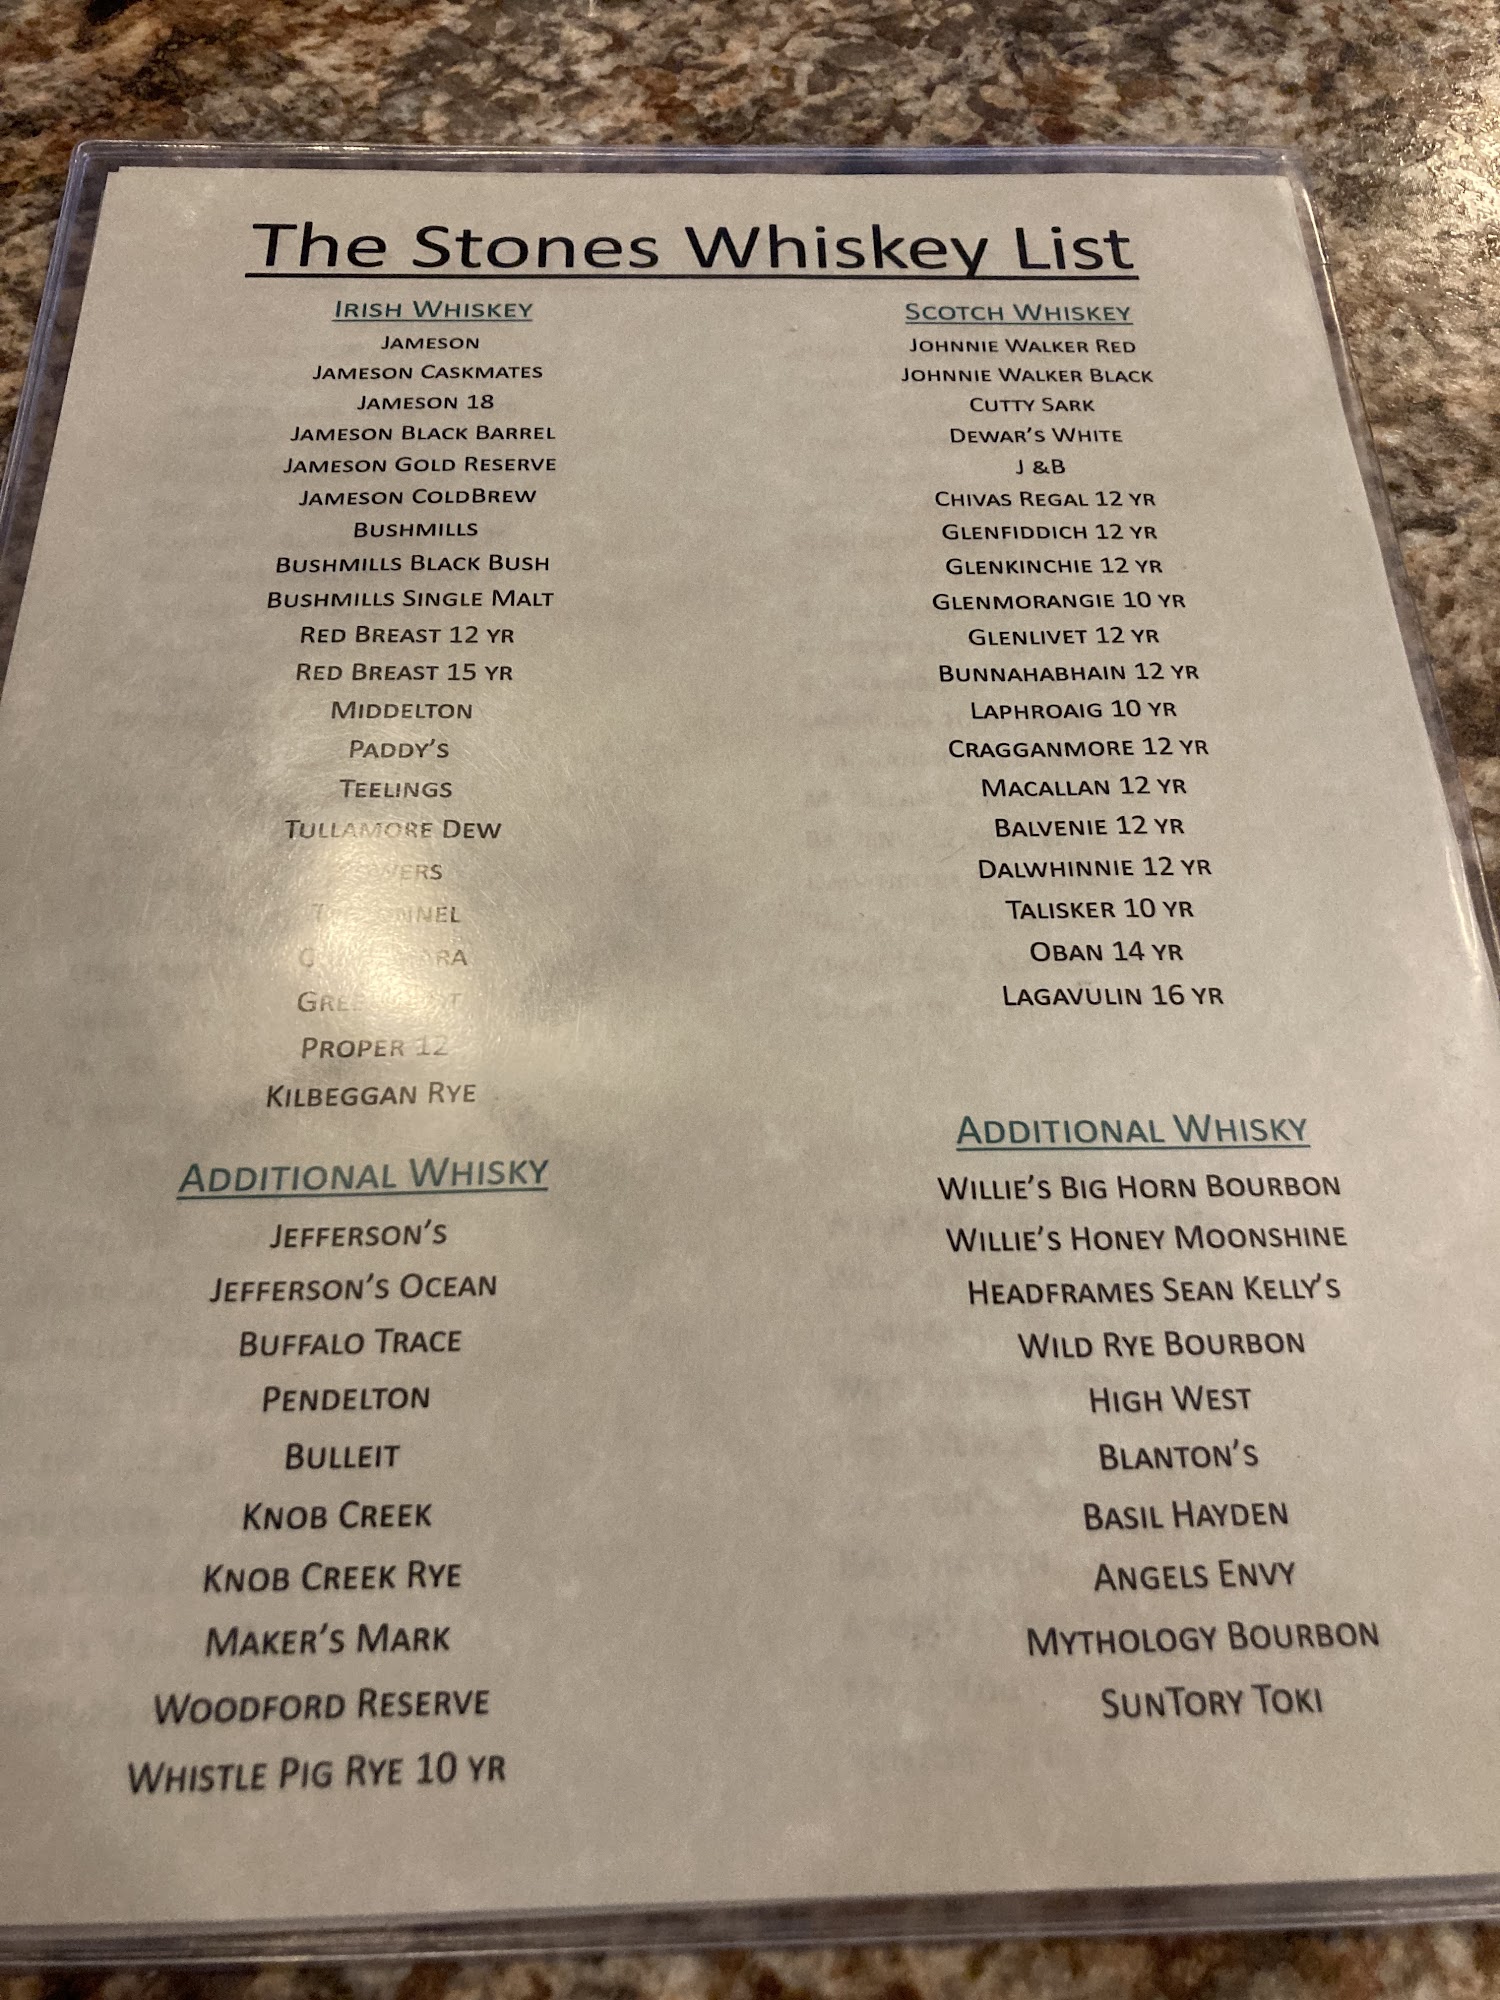 The Stones Whiskey List
Irish Whiskey
Jameson
Jameson Caskmates
Jameson 18
Jameson Black Barrel
Jameson Gold Reserve
Jameson ColdBrew
Bushmills
Bushmills Black Bush
Bushmills Single Malt
Red Breast 12 yr
Red Breast 15 yr
Middelton
Paddy's
Teelings
Tullamore Dew
Proper 12
Kilbeggan Rye
Additional Whisky
Jefferson's
Jefferson's Ocean
Buffalo Trace
Pendelton
Bulleit
Knob Creek
Knob Creek Rye
Maker's Mark
Woodford Reserve
Whistle Pig Rye 10 yr
Scotch Whiskey
Johnnie Walker Red
Johnnie Walker Black
Cutty Sark
Dewar's White
J &B
Chivas Regal 12 yr
Glenfiddich 12 yr
Glenkinchie 12 yr
Glenmorangie 10 yr
Glenlivet 12 yr
Bunnahabhain 12 yr
Laphroaig 10 yr
Cragganmore 12 yr
Macallan 12 yr
Balvenie 12 yr
Dalwhinnie 12 yr
Talisker 10 yr
Oban 14 yr
Lagavulin 16 yr
Additional Whisky
Willie's Big Horn Bourbon
Willie's Honey Moonshine
Headframes Sean Kelly's
Wild Rye Bourbon
High West
Blanton's
Basil Hayden
Angels Envy
Mythology Bourbon
SunTory Toki